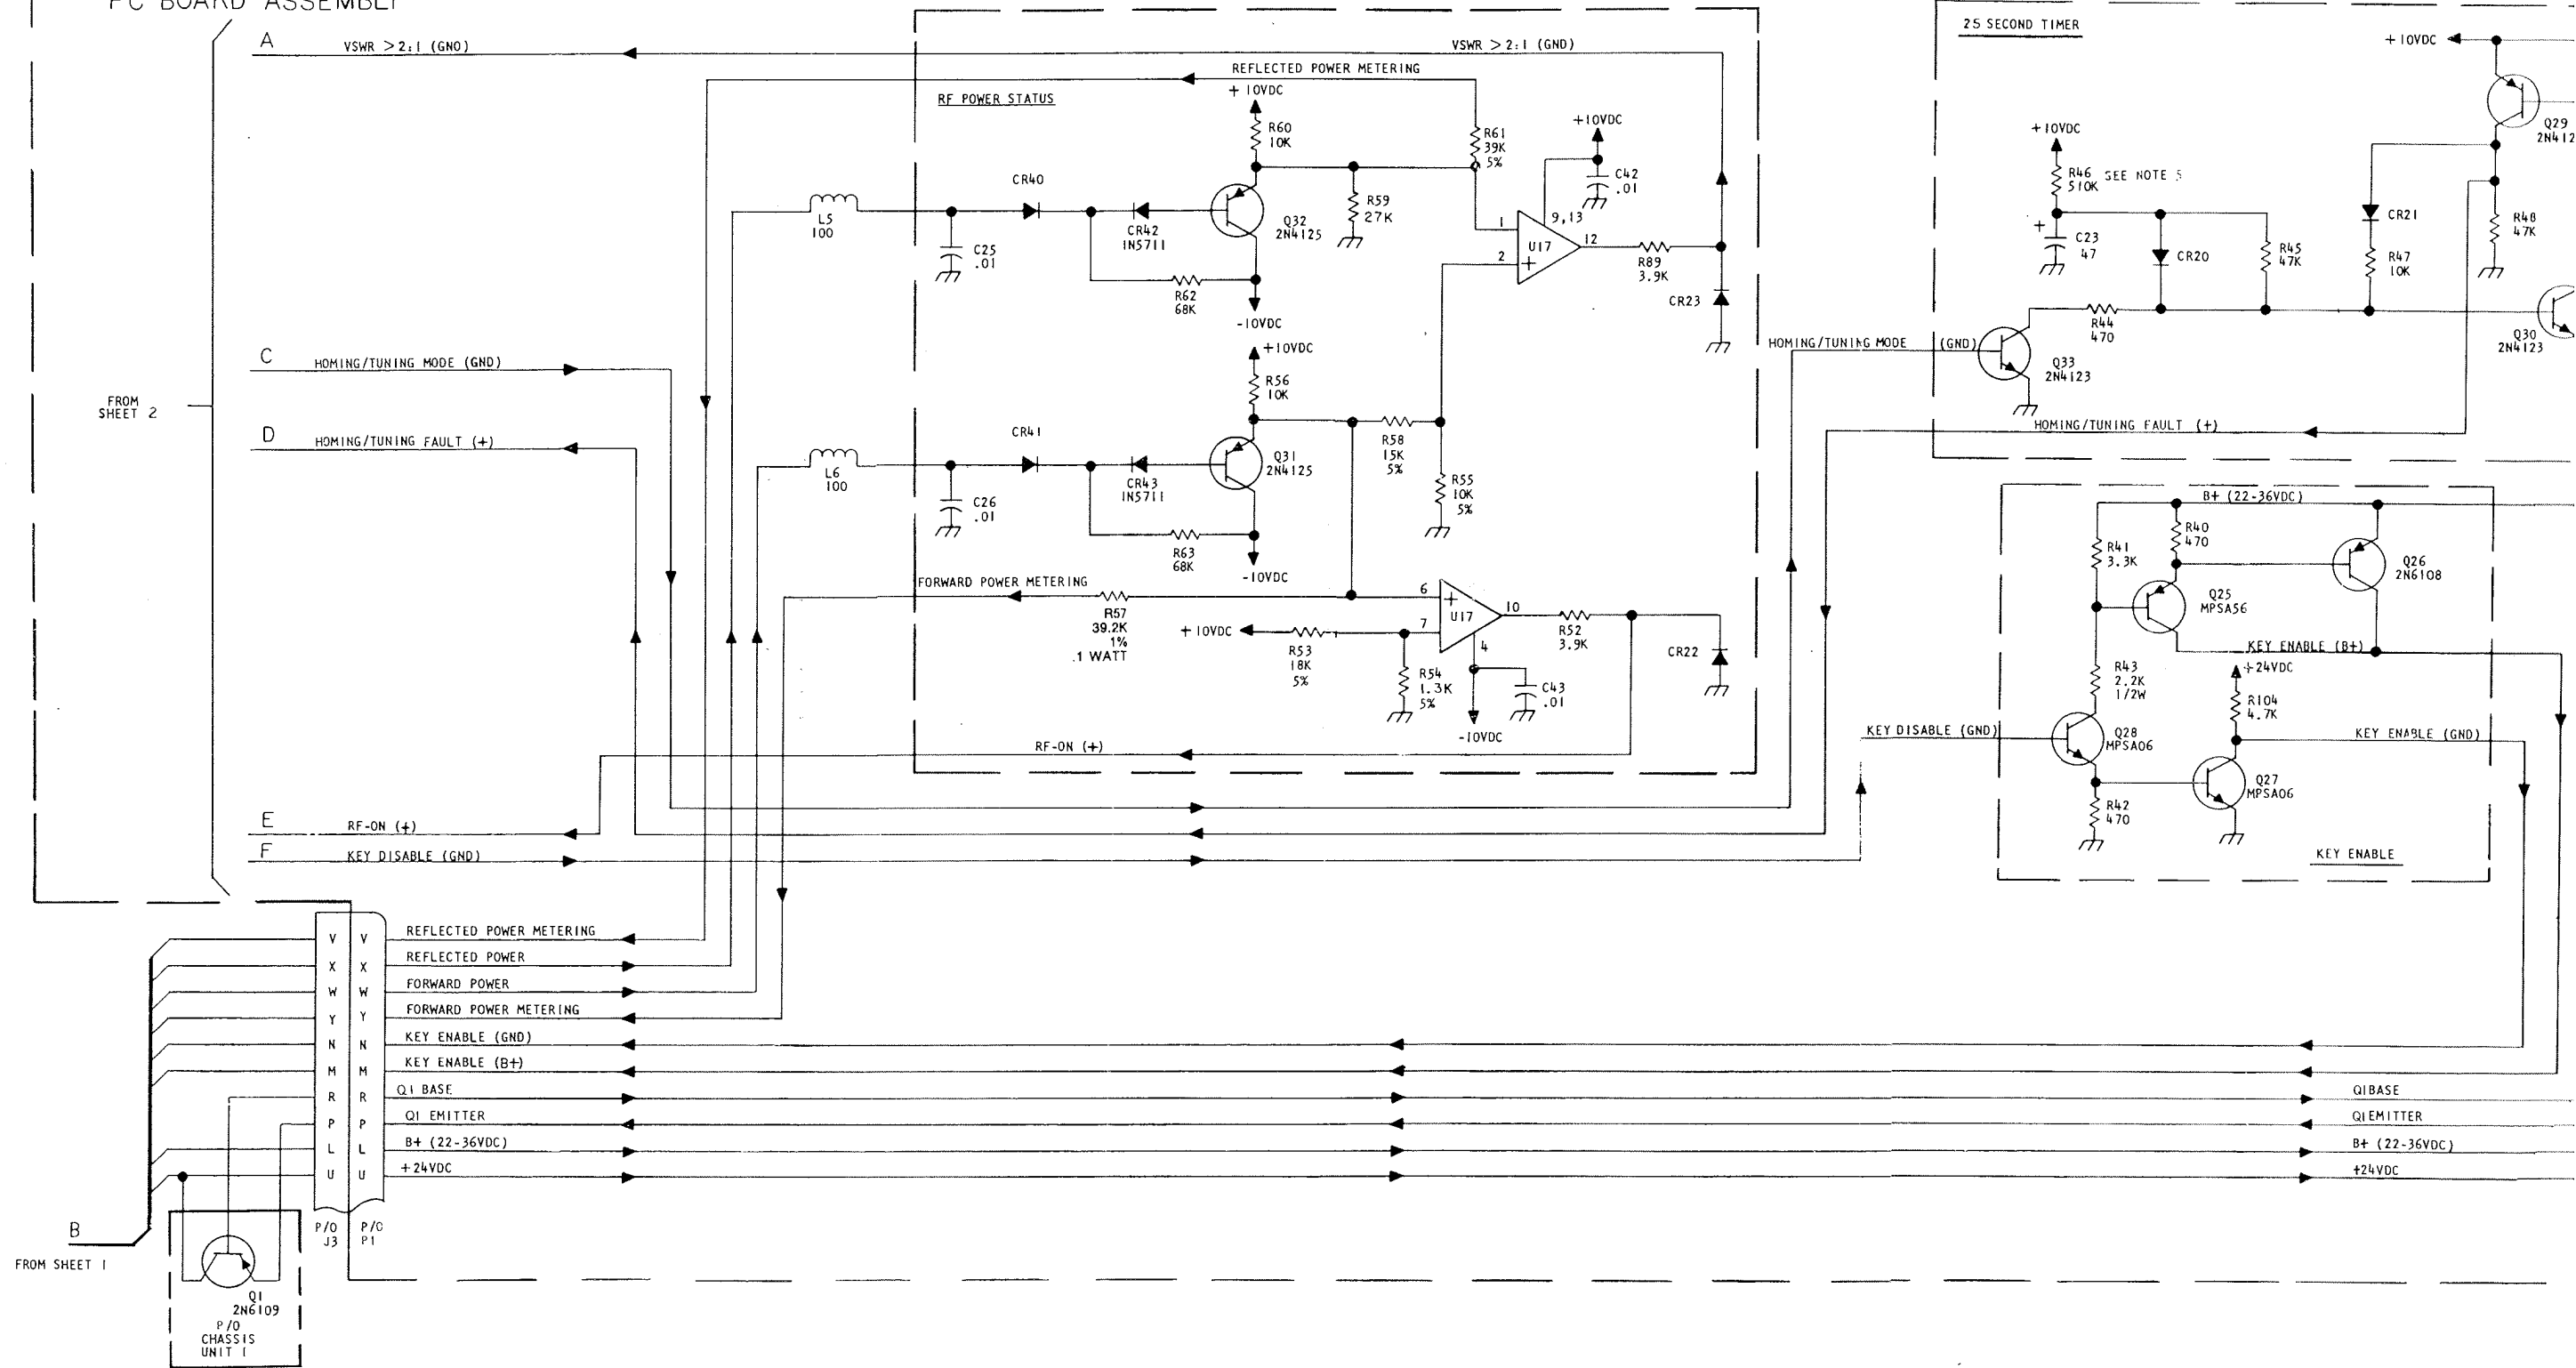 PC BOARD ASSEMBLY
A
VSWR >2:1 (GND)
VSWR >2:1 (GND)
REFLECTED POWER METERING
RF POWER STATUS
+10VDC
R60
10K
R61
39K
5%
+10VDC
C42
.01
CR40
L5
100
C25
.01
CR42
1N5711
Q32
2N4125
R59
27K
1
2
+
9,13
U17
12
R89
3.9K
CR23
R62
68K
-10VDC
C
HOMING/TUNING MODE (GND)
FROM
SHEET 2
D
HOMING/TUNING FAULT (+)
+10VDC
R56
10K
CR41
L6
100
C26
.01
CR43
1N5711
Q31
2N4125
R58
15K
5%
R55
10K
5%
R63
68K
-10VDC
FORWARD POWER METERING
R57
39.2K
1%
.1 WATT
+10VDC
R53
18K
5%
6
7
+
U17
4
10
R52
3.9K
CR22
R54
1.3K
5%
C43
.01
-10VDC
RF-ON (+)
25 SECOND TIMER
+10VDC
Q29
2N412
+10VDC
R46
510K
SEE NOTE 5
+
C23
47
CR20
R45
47K
CR21
R47
10K
R48
47K
R44
470
Q30
2N4123
HOMING/TUNING MODE (GND)
Q33
2N4123
HOMING/TUNING FAULT (+)
B+ (22-36VDC)
R41
3.3K
R40
470
Q26
2N6108
Q25
MPSA56
KEY ENABLE (B+)
R43
2.2K
1/2W
+24VDC
R104
4.7K
KEY DISABLE (GND)
Q28
MPSA06
KEY ENABLE (GND)
Q27
MPSA06
R42
470
KEY ENABLE
E
RF-ON (+)
F
KEY DISABLE (GND)
V V REFLECTED POWER METERING
X X REFLECTED POWER
W W FORWARD POWER
Y Y FORWARD POWER METERING
N N KEY ENABLE (GND)
M M KEY ENABLE (B+)
R R Q1 BASE
Q1BASE
P P Q1 EMITTER
Q1EMITTER
L L B+ (22-36VDC)
B+ (22-36VDC)
U U +24VDC
+24VDC
P/O
J3
P/O
P1
B
FROM SHEET 1
Q1
2N6109
P/O
CHASSIS
UNIT 1